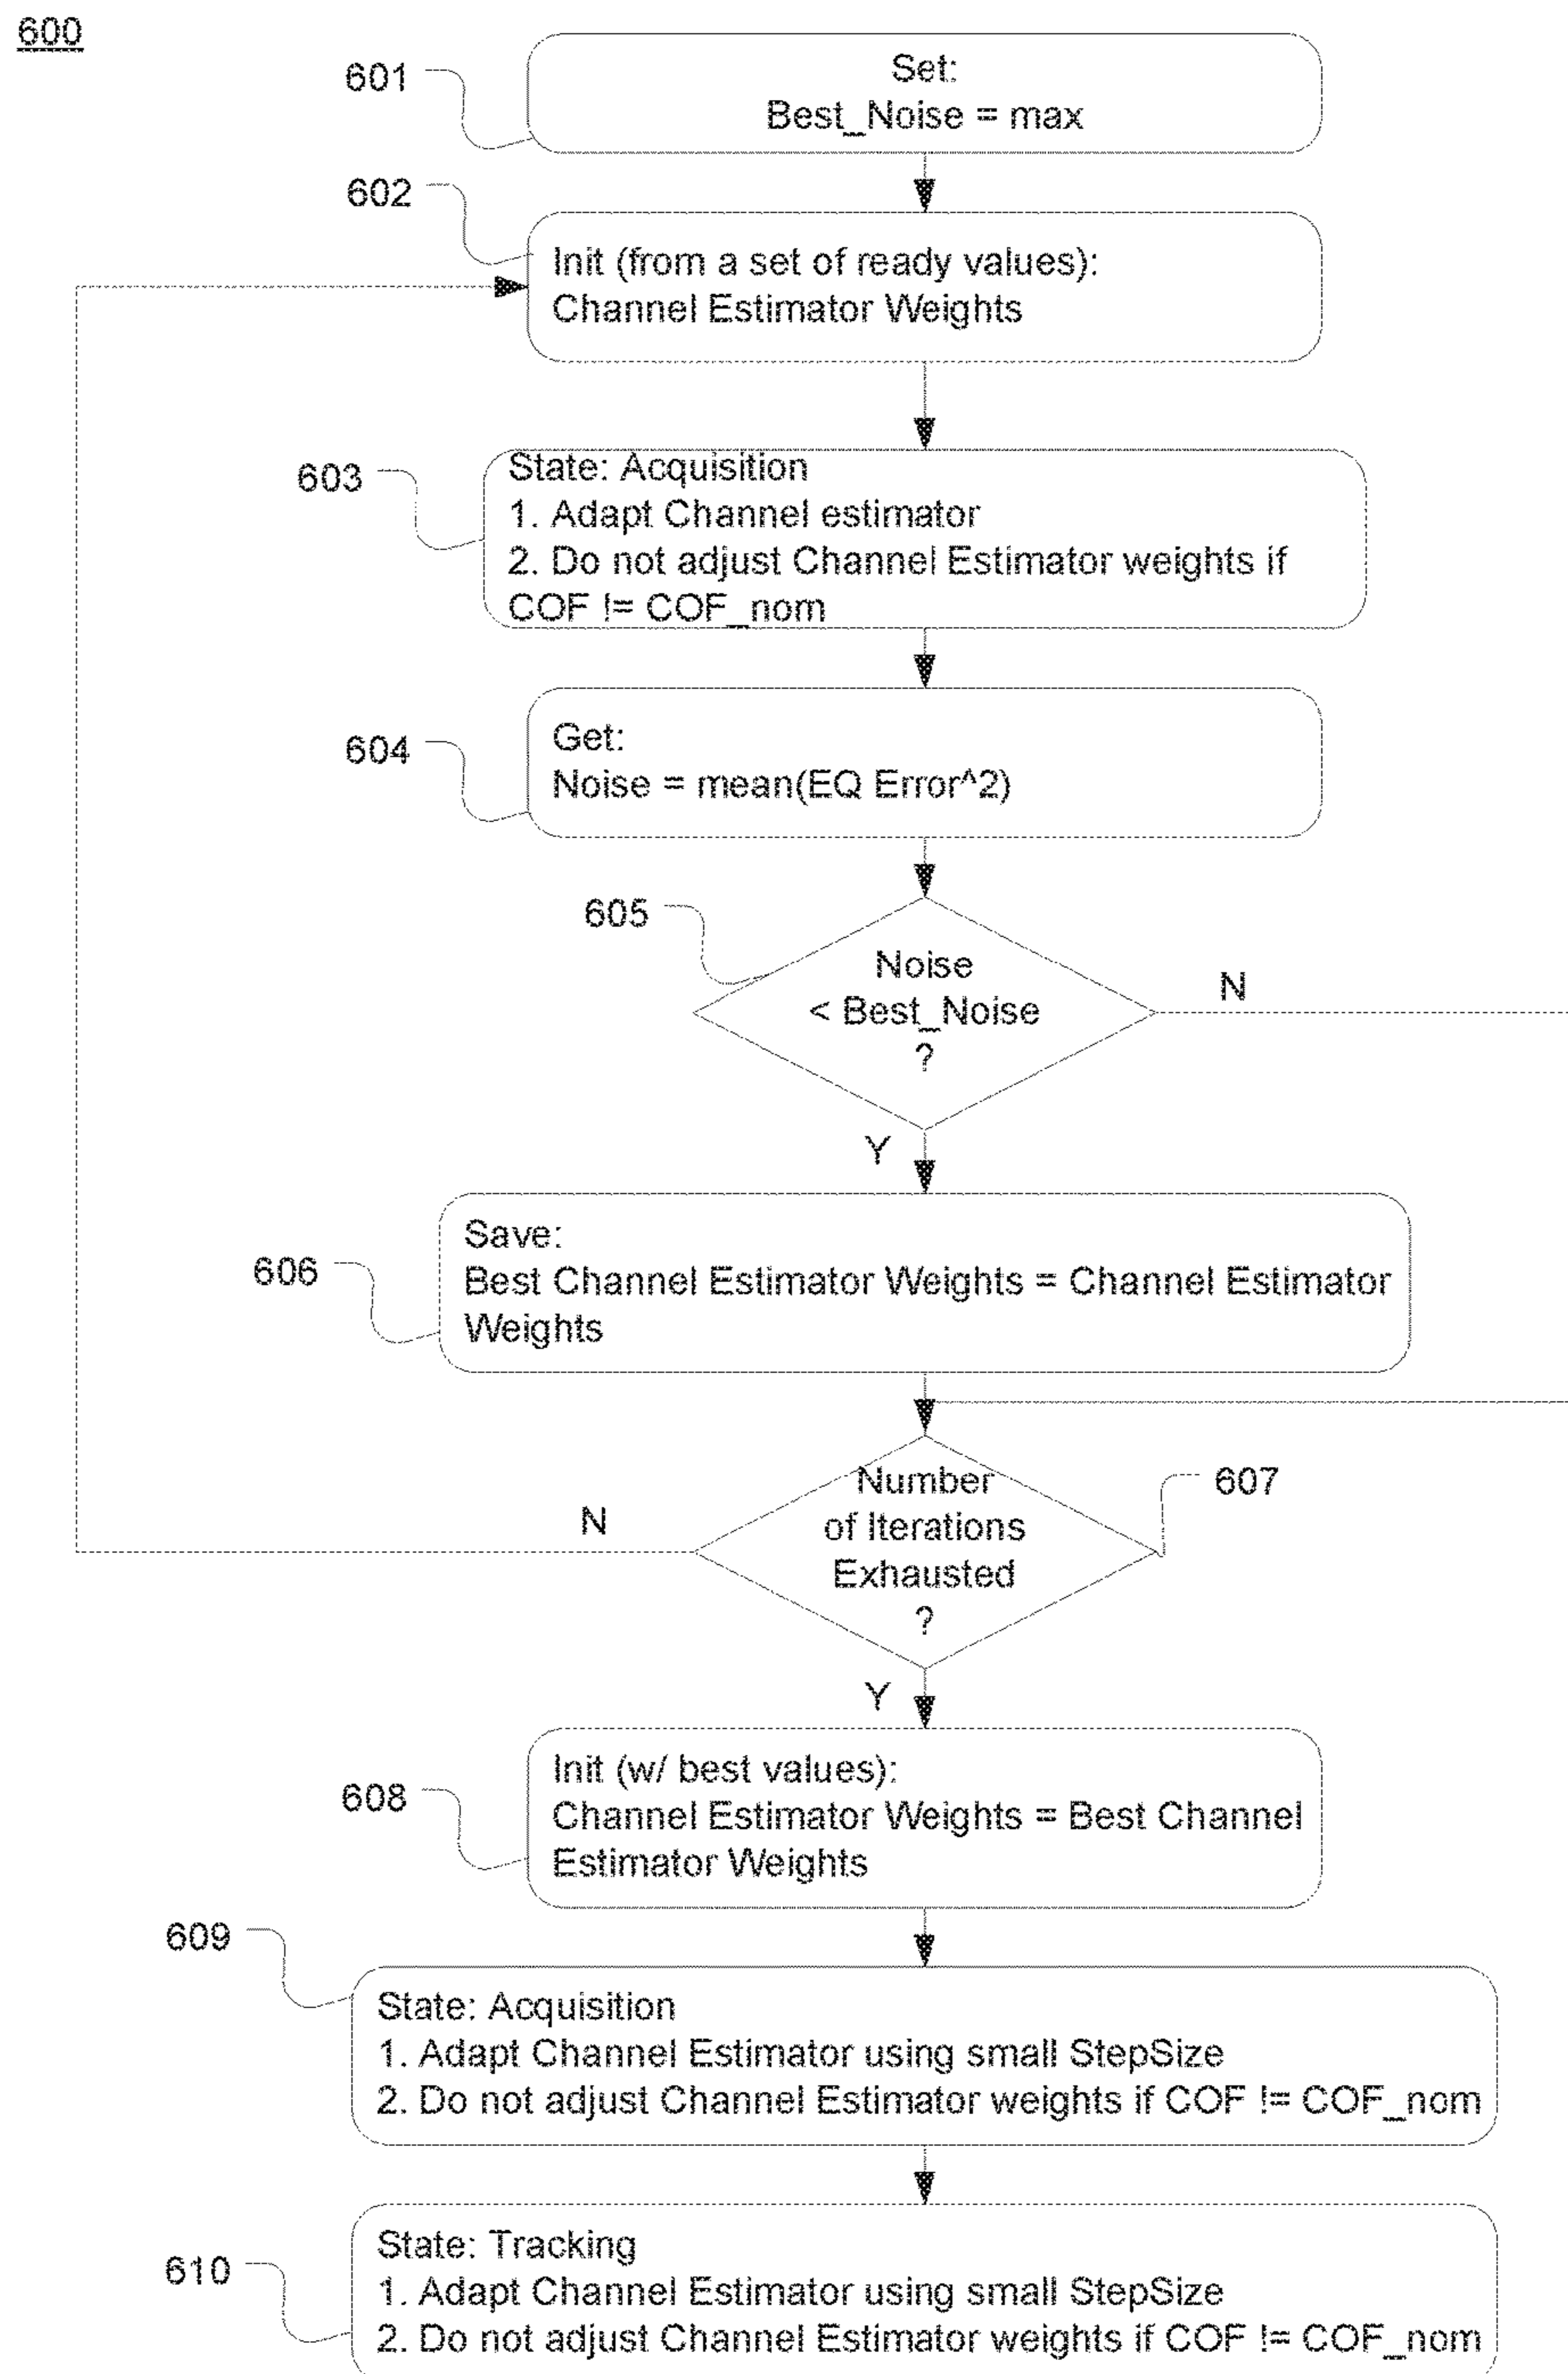 600
601
Set:
Best_Noise = max
602
Init (from a set of ready values):
Channel Estimator Weights
603
State: Acquisition
1. Adapt Channel estimator
2. Do not adjust Channel Estimator weights if
COF != COF_nom
604
Get:
Noise = mean(EQ Error^2)
605
Noise
< Best_Noise
?
N
Y
606
Save:
Best Channel Estimator Weights = Channel Estimator
Weights
607
Number
of Iterations
Exhausted
?
N
Y
608
Init (w/ best values):
Channel Estimator Weights = Best Channel
Estimator Weights
609
State: Acquisition
1. Adapt Channel Estimator using small StepSize
2. Do not adjust Channel Estimator weights if COF != COF_nom
610
State: Tracking
1. Adapt Channel Estimator using small StepSize
2. Do not adjust Channel Estimator weights if COF != COF_nom